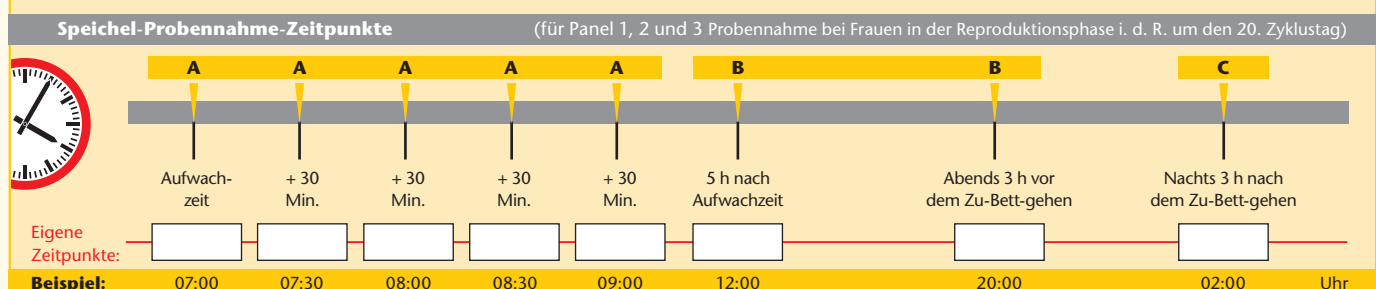 Speichel-Probennahme-Zeitpunkte (für Panel 1, 2 und 3 Probennahme bei Frauen in der Reproduktionsphase i. d. R. um den 20. Zyklustag)
A A A A A B B C
Aufwach- + 30 + 30 + 30 + 30 5 h nach Abends 3 h vor Nachts 3 h nach
zeit Min. Min. Min. Min. Aufwachzeit dem Zu-Bett-gehen dem Zu-Bett-gehen
Eigene
Zeitpunkte:
Beispiel: 07:00 07:30 08:00 08:30 09:00 12:00 20:00 02:00 Uhr